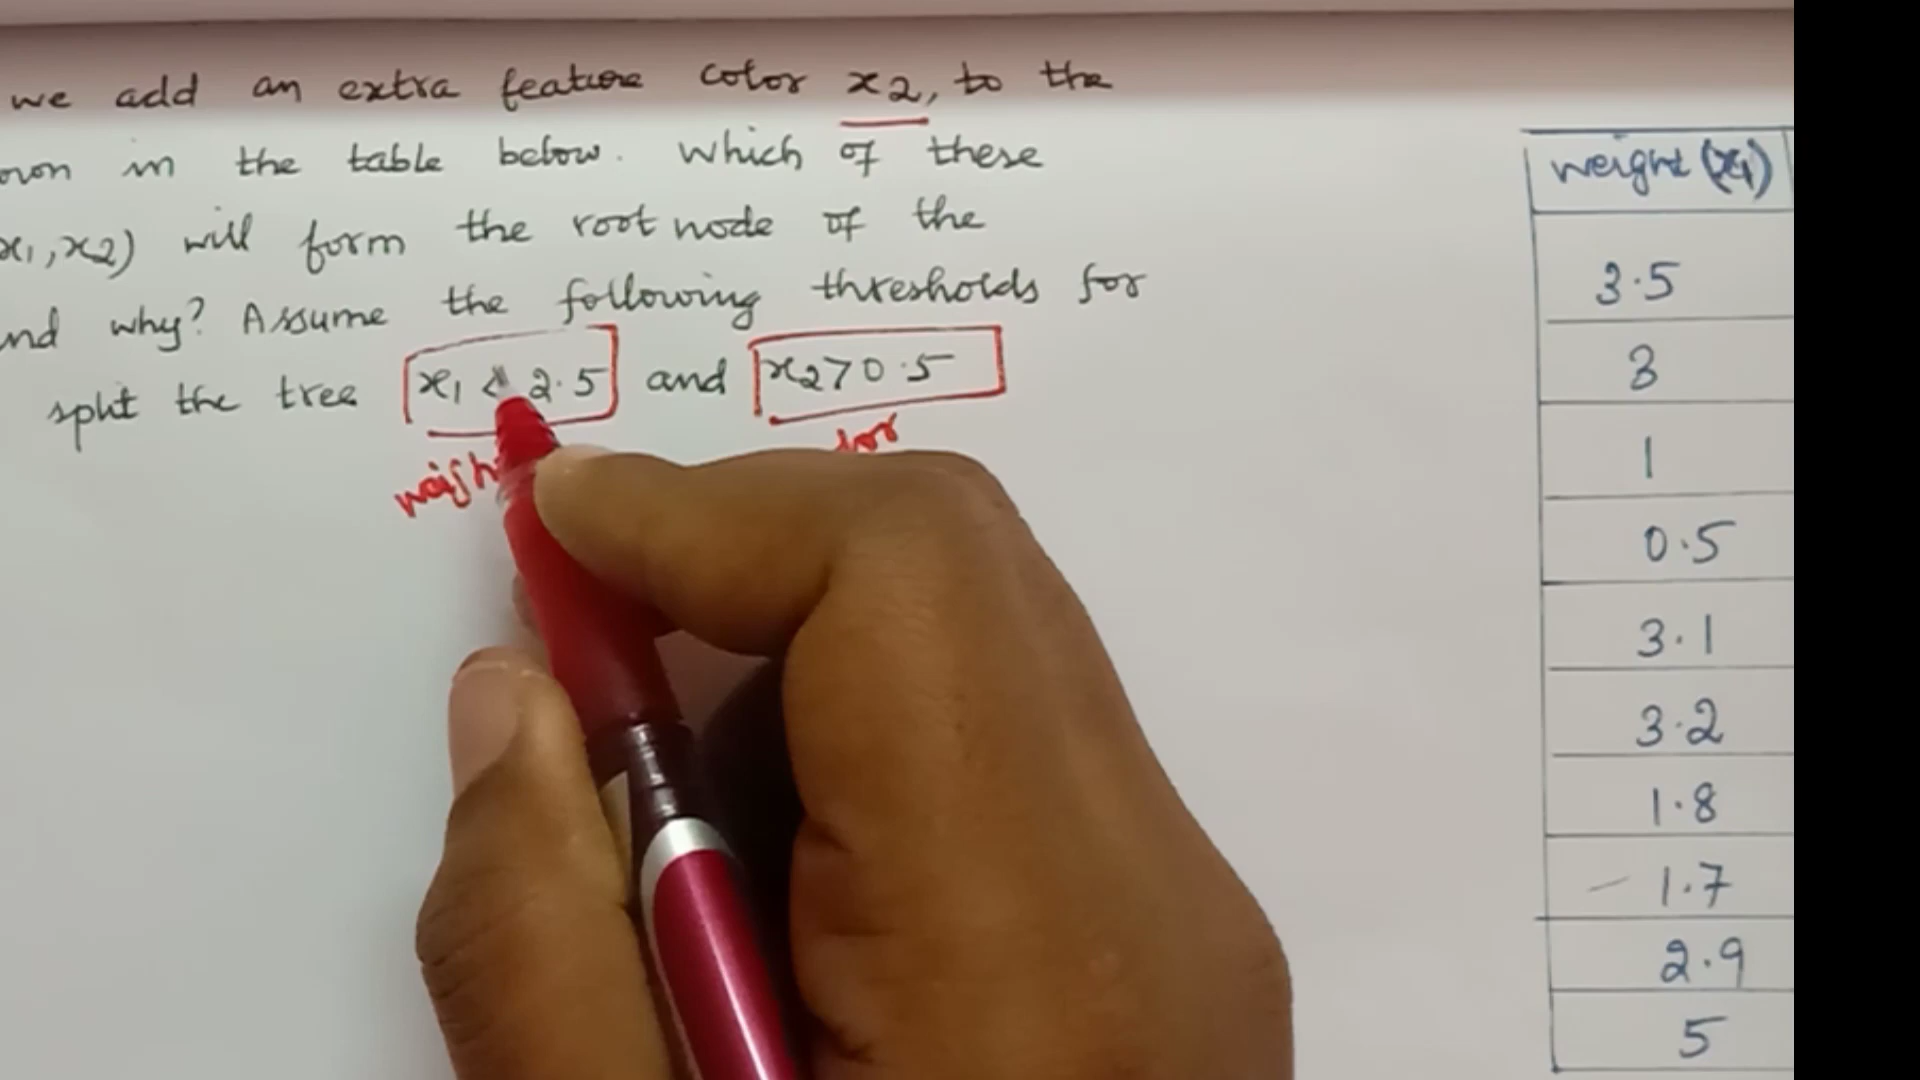 we add an extra feature color x2, to the
own in the table below. Which of these
x1, x2) will form the root node of the
nd why? Assume the following thresholds for
split the tree x1 < 2.5 and x2 > 0.5
weigh
lor
weight (x1)
3.5
3
1
0.5
3.1
3.2
1.8
1.7
2.9
5